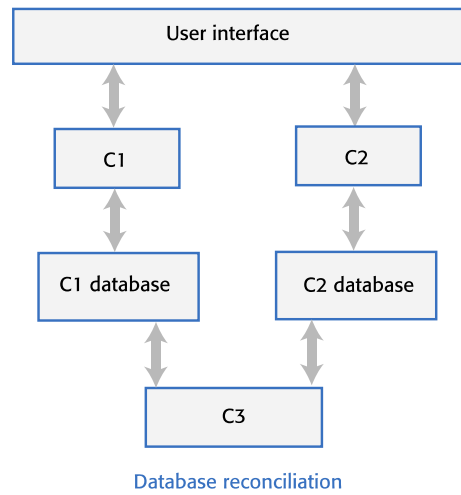 User interface
C1
C2
C1 database
C2 database
C3
Database reconciliation